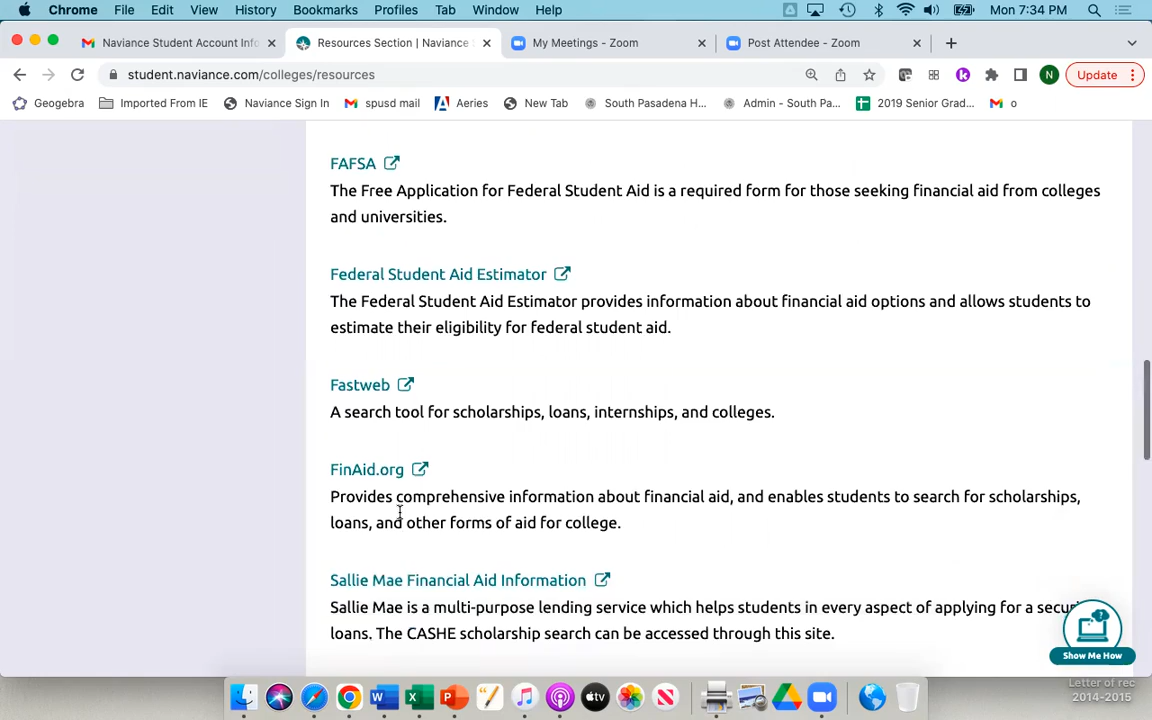 Chrome File Edit View History Bookmarks Profiles Tab Window Help Mon 7:34 PM
Naviance Student Account Info Resources Section | Naviance S My Meetings - Zoom Post Attendee - Zoom
student.naviance.com/colleges/resources Update
Geogebra Imported From IE Naviance Sign In spusd mail Aeries New Tab South Pasadena H... Admin - South Pa... 2019 Senior Grad... o
FAFSA
The Free Application for Federal Student Aid is a required form for those seeking financial aid from colleges
and universities.
Federal Student Aid Estimator
The Federal Student Aid Estimator provides information about financial aid options and allows students to
estimate their eligibility for federal student aid.
Fastweb
A search tool for scholarships, loans, internships, and colleges.
FinAid.org
Provides comprehensive information about financial aid, and enables students to search for scholarships,
loans, and other forms of aid for college.
Sallie Mae Financial Aid Information
Sallie Mae is a multi-purpose lending service which helps students in every aspect of applying for a
loans. The CASHE scholarship search can be accessed through this site.
Show Me How
Letter of rec
2014-2015